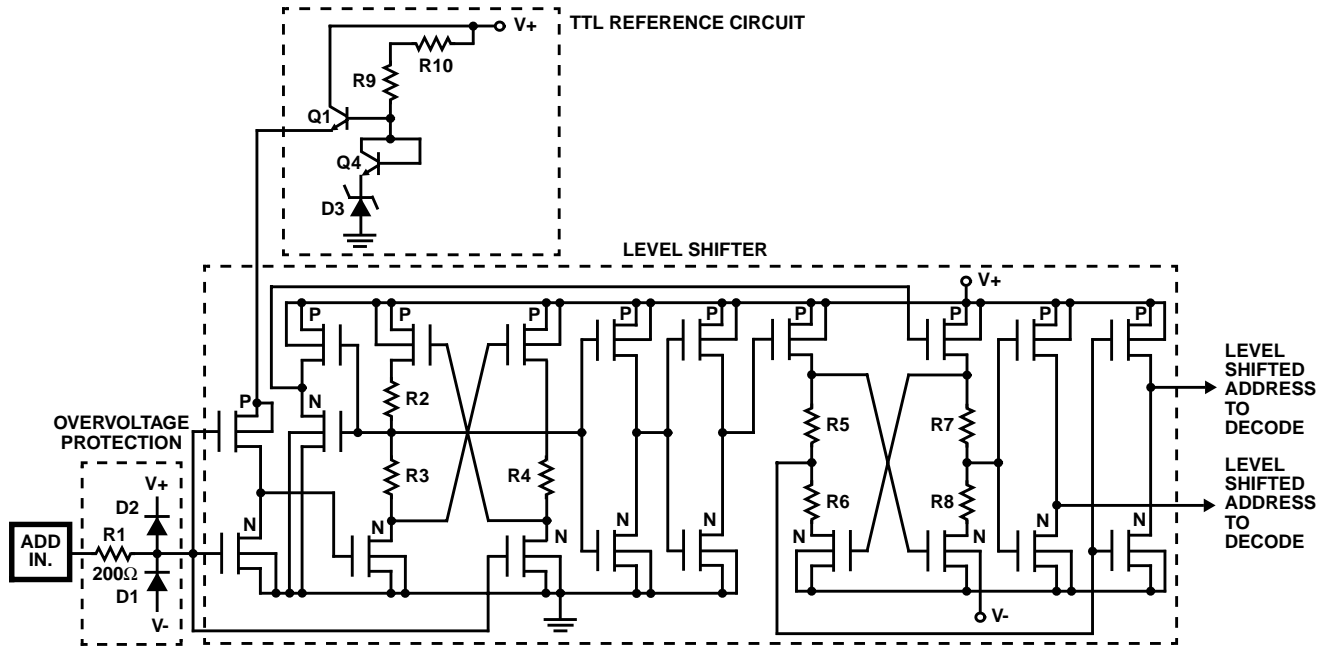 TTL REFERENCE CIRCUIT
V+
R10
R9
Q1
Q4
D3
LEVEL SHIFTER
V+
P
P
P
P
P
P
P
P
P
LEVEL
SHIFTED
ADDRESS
TO
DECODE
OVERVOLTAGE
PROTECTION
P
N
R2
R5
R7
R3
R4
R6
R8
LEVEL
SHIFTED
ADDRESS
TO
DECODE
V+
D2
R1
ADD
IN.
200Ω
D1
V-
N
N
N
N
N
N
N
N
N
V-